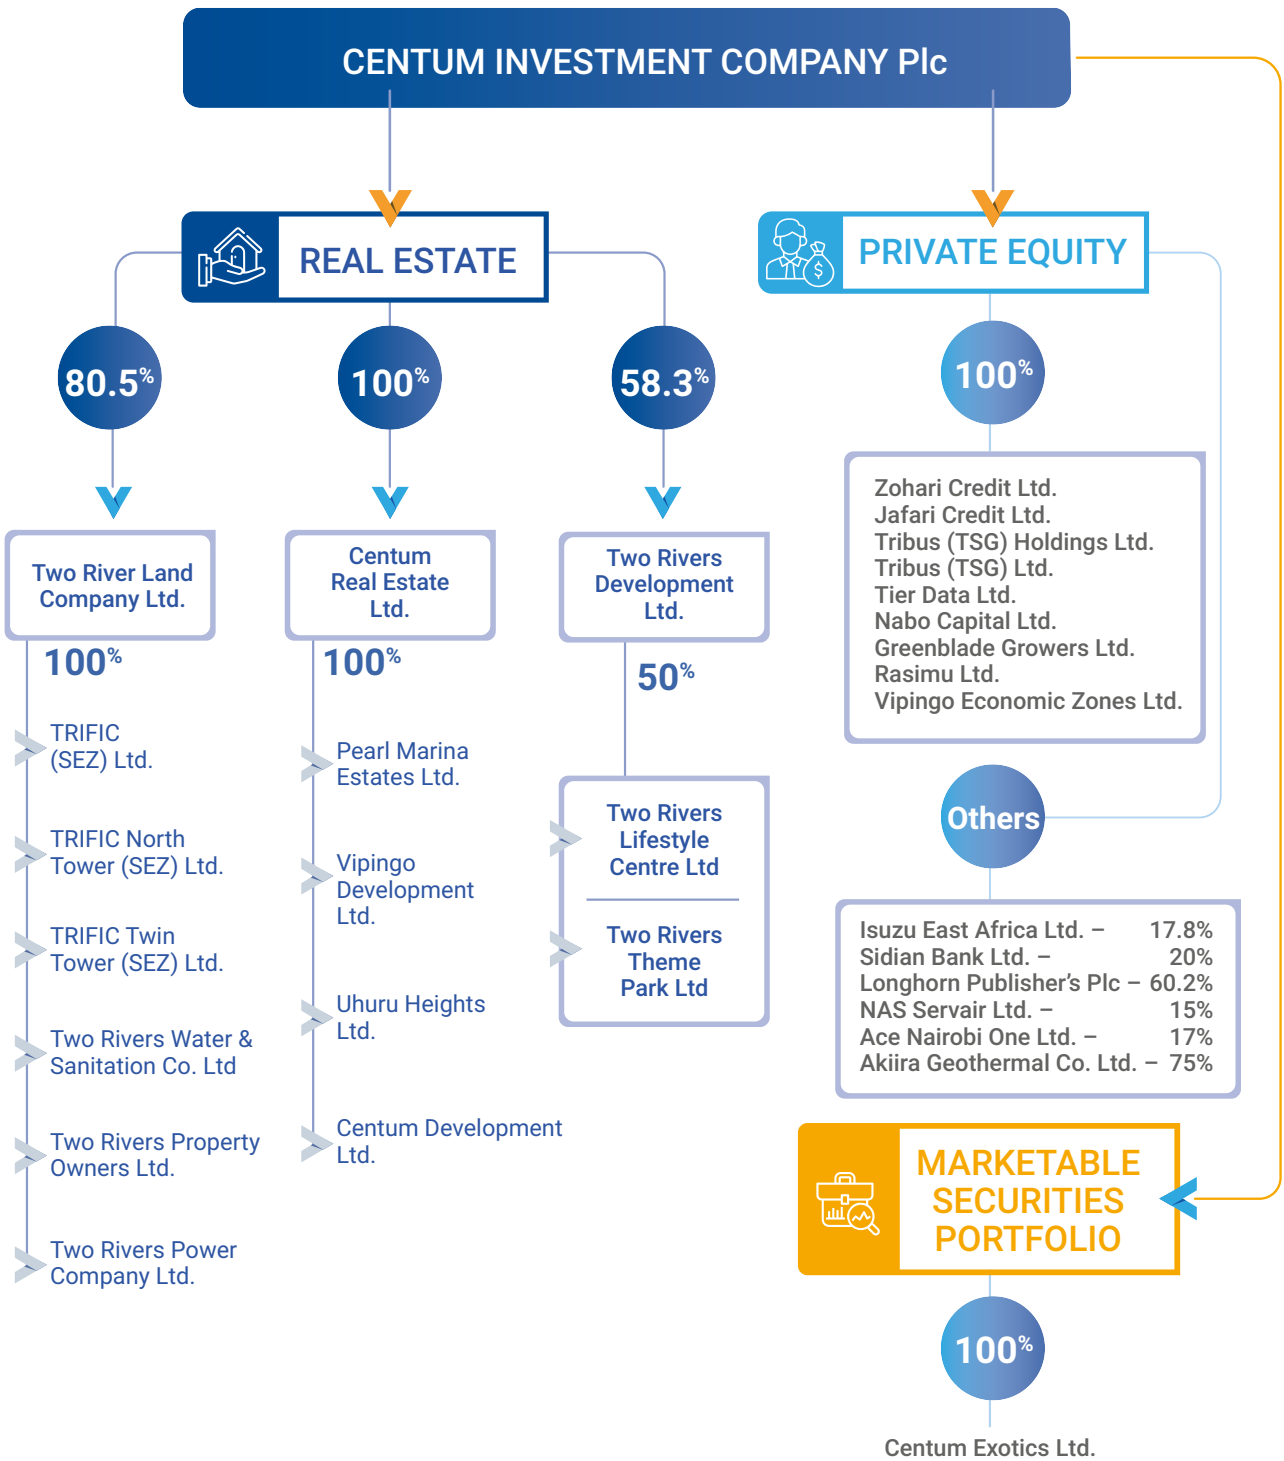 CENTUM INVESTMENT COMPANY Plc
REAL ESTATE
80.5%
Two River Land
Company Ltd.
100%
TRIFIC
(SEZ) Ltd.
TRIFIC North
Tower (SEZ) Ltd.
TRIFIC Twin
Tower (SEZ) Ltd.
Two Rivers Water &
Sanitation Co. Ltd
Two Rivers Property
Owners Ltd.
Two Rivers Power
Company Ltd.
100%
Centum
Real Estate
Ltd.
100%
Pearl Marina
Estates Ltd.
Vipingo
Development
Ltd.
Uhuru Heights
Ltd.
Centum Development
Ltd.
58.3%
Two Rivers
Development
Ltd.
50%
Two Rivers
Lifestyle
Centre Ltd
Two Rivers
Theme
Park Ltd
PRIVATE EQUITY
$
100%
Zohari Credit Ltd.
Jafari Credit Ltd.
Tribus (TSG) Holdings Ltd.
Tribus (TSG) Ltd.
Tier Data Ltd.
Nabo Capital Ltd.
Greenblade Growers Ltd.
Rasimu Ltd.
Vipingo Economic Zones Ltd.
Others
Isuzu East Africa Ltd. – 17.8%
Sidian Bank Ltd. – 20%
Longhorn Publisher’s Plc – 60.2%
NAS Servair Ltd. – 15%
Ace Nairobi One Ltd. – 17%
Akiira Geothermal Co. Ltd. – 75%
MARKETABLE
SECURITIES
PORTFOLIO
100%
Centum Exotics Ltd.